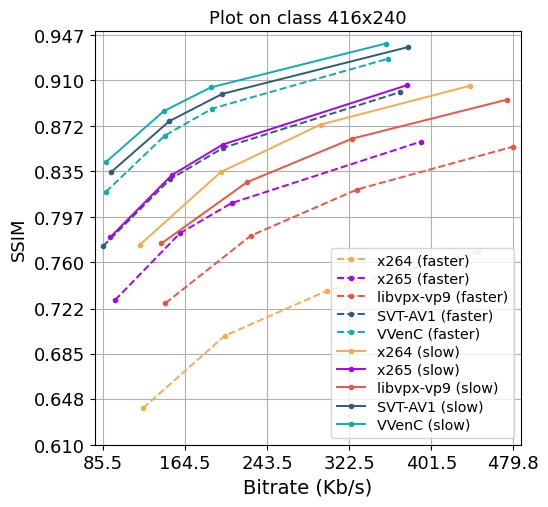 Plot on class 416x240
0.947
0.910
0.872
0.835
0.797
0.760
0.722
0.685
0.648
0.610
SSIM
x264 (faster)
x265 (faster)
libvpx-vp9 (faster)
SVT-AV1 (faster)
VVenC (faster)
x264 (slow)
x265 (slow)
libvpx-vp9 (slow)
SVT-AV1 (slow)
VVenC (slow)
85.5 164.5 243.5 322.5 401.5 479.8
Bitrate (Kb/s)